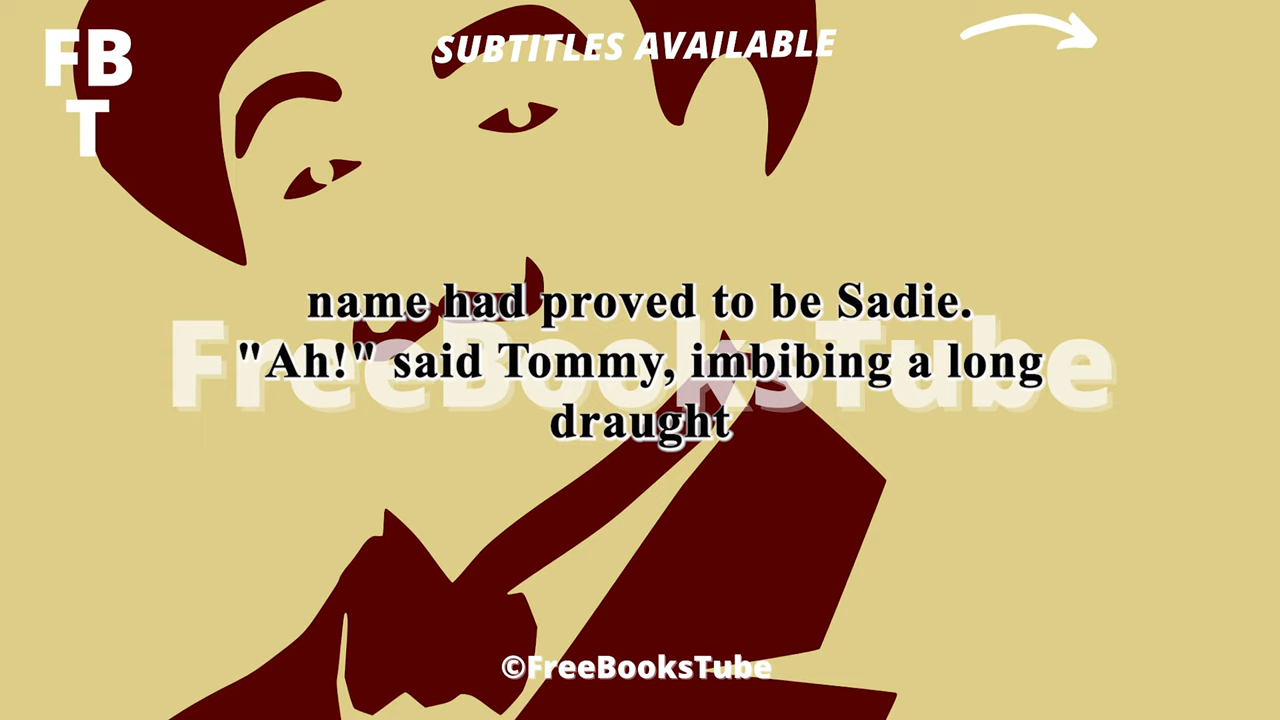 FB
T
SUBTITLES AVAILABLE
name had proved to be Sadie.
"Ah!" said Tommy, imbibing a long
draught
FreeBooksTube
©FreeBooksTube